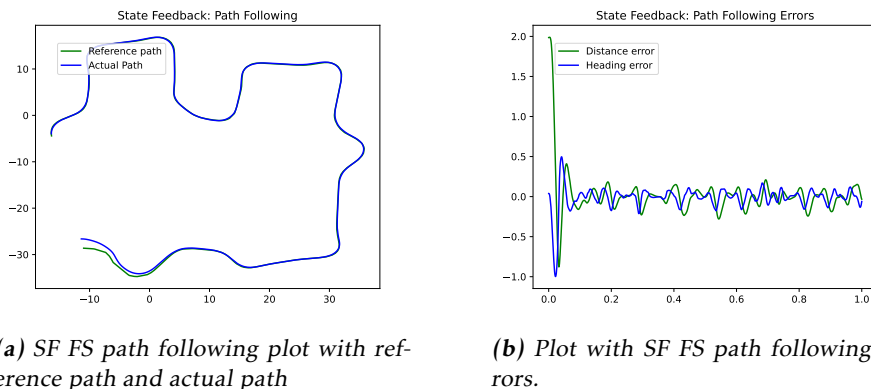 State Feedback: Path Following
Reference path
Actual Path
10
0
−10
−20
−30
−10
0
10
20
30
(a) SF FS path following plot with ref-
erence path and actual path
State Feedback: Path Following Errors
Distance error
Heading error
2.0
1.5
1.0
0.5
0.0
−0.5
−1.0
0.0
0.2
0.4
0.6
0.8
1.0
(b) Plot with SF FS path following
rors.